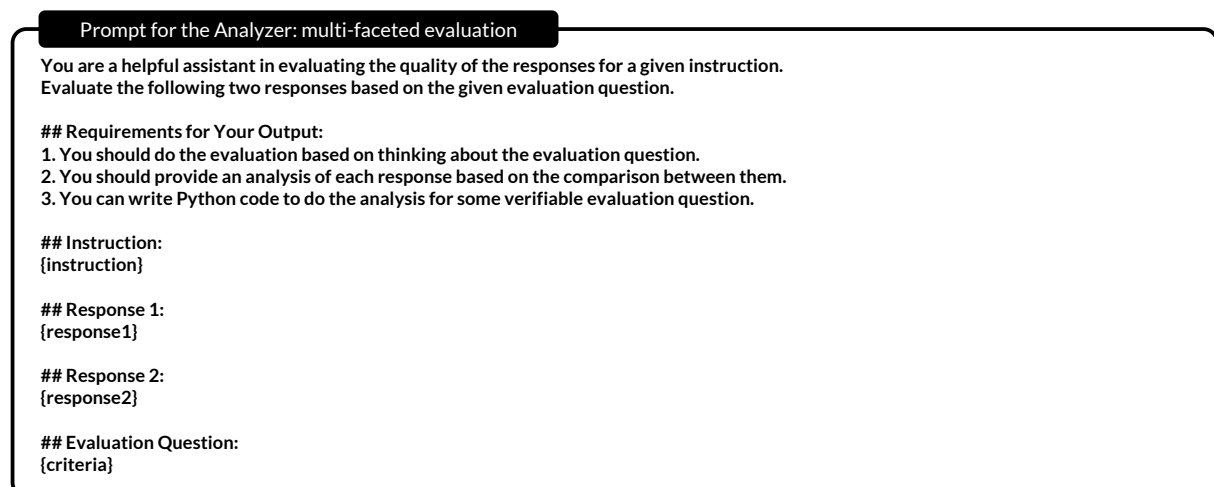 Prompt for the Analyzer: multi-faceted evaluation
You are a helpful assistant in evaluating the quality of the responses for a given instruction.
Evaluate the following two responses based on the given evaluation question.
## Requirements for Your Output:
1. You should do the evaluation based on thinking about the evaluation question.
2. You should provide an analysis of each response based on the comparison between them.
3. You can write Python code to do the analysis for some verifiable evaluation question.
## Instruction:
{instruction}
## Response 1:
{response1}
## Response 2:
{response2}
## Evaluation Question:
{criteria}